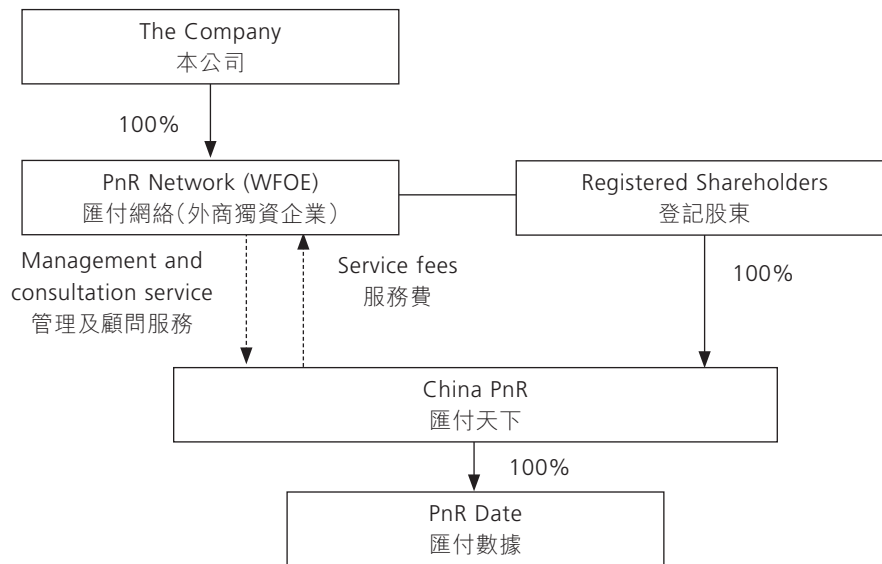 The Company
本公司
100%
PnR Network (WFOE)
匯付網絡(外商獨資企業)
Registered Shareholders
登記股東
Management and
consultation service
管理及顧問服務
Service fees
服務費
100%
China PnR
匯付天下
100%
PnR Date
匯付數據